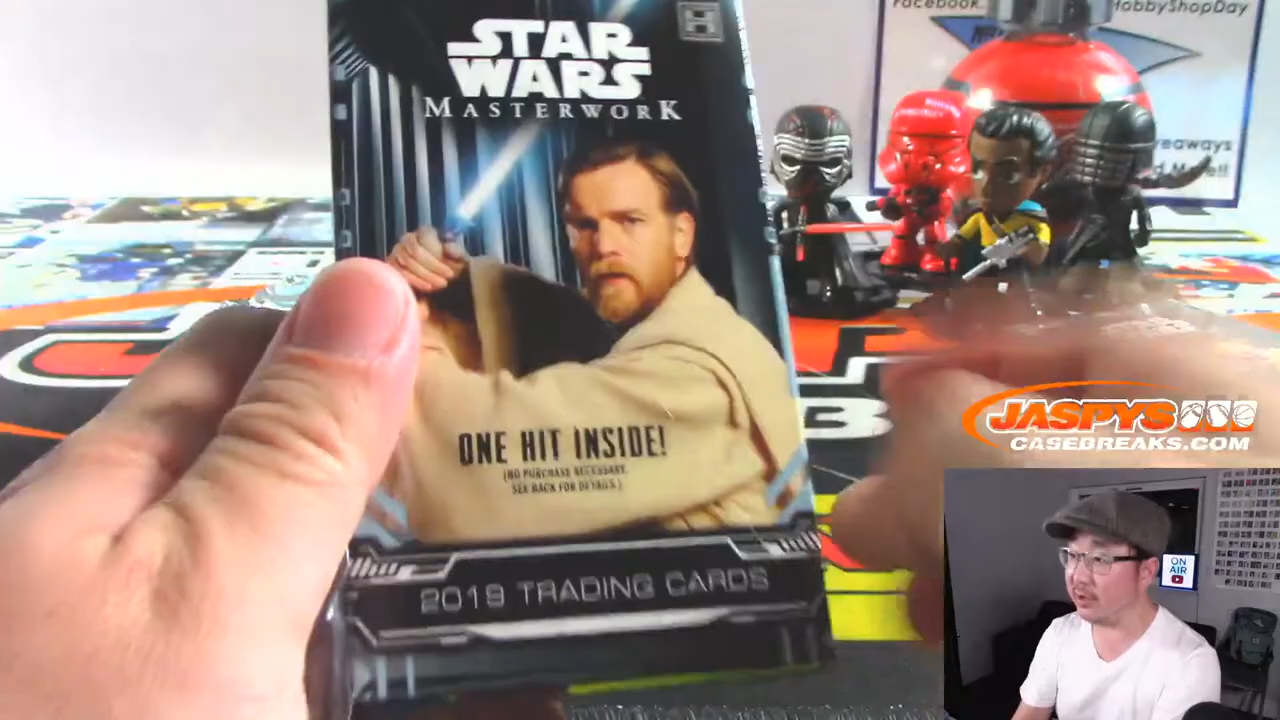 Facebook
HobbyShopDay
STAR
WARS
MASTERWORK
H
ONE HIT INSIDE!
(NO PURCHASE NECESSARY.
SEE BACK FOR DETAILS.)
2019 TRADING CARDS
JASPYS
CASEBREAKS.COM
ON
AIR